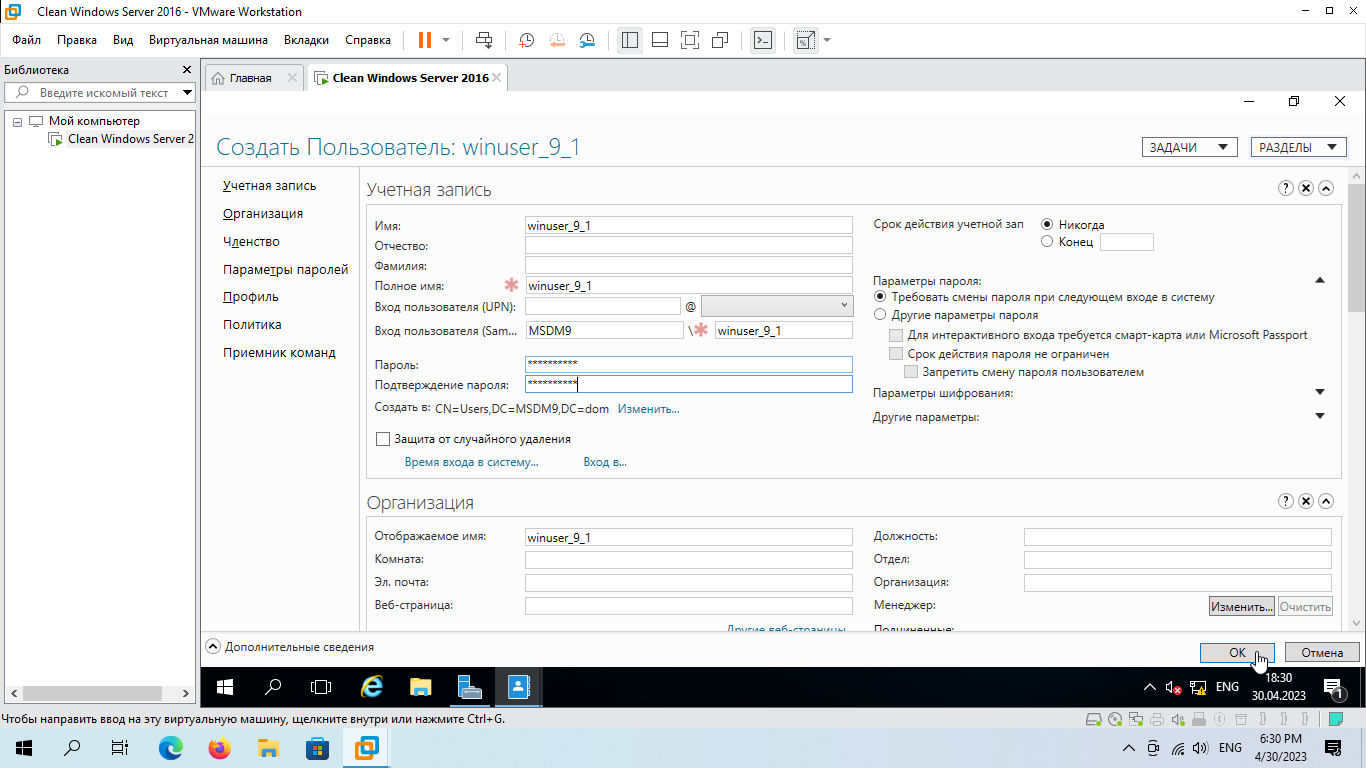 Clean Windows Server 2016 - VMware Workstation
Файл Правка Вид Виртуальная машина Вкладки Справка
Библиотека
Введите искомый текст
Мой компьютер
Clean Windows Server 2
Главная
Clean Windows Server 2016
Создать Пользователь: winuser_9_1
ЗАДАЧИ
РАЗДЕЛЫ
Учетная запись
Организация
Членство
Параметры паролей
Профиль
Политика
Приемник команд
Учетная запись
Имя: winuser_9_1
Отчество:
Фамилия:
Полное имя: * winuser_9_1
Вход пользователя (UPN): @
Вход пользователя (Sam... MSDM9 \* winuser_9_1
Пароль: **********
Подтверждение пароля: **********
Создать в: CN=Users,DC=MSDM9,DC=dom Изменить...
Защита от случайного удаления
Время входа в систему... Вход в...
Срок действия учетной зап
Никогда
Конец
Параметры пароля:
Требовать смены пароля при следующем входе в систему
Другие параметры пароля
Для интерактивного входа требуется смарт-карта или Microsoft Passport
Срок действия пароля не ограничен
Запретить смену пароля пользователем
Параметры шифрования:
Другие параметры:
Организация
Отображаемое имя: winuser_9_1
Комната:
Эл. почта:
Веб-страница:
Другие веб-страницы...
Должность:
Отдел:
Организация:
Менеджер: Изменить... Очистить
Подчиненные:
Дополнительные сведения
OK
Отмена
ENG
18:30
30.04.2023
1
Чтобы направить ввод на эту виртуальную машину, щелкните внутри или нажмите Ctrl+G.
ENG
6:30 PM
4/30/2023